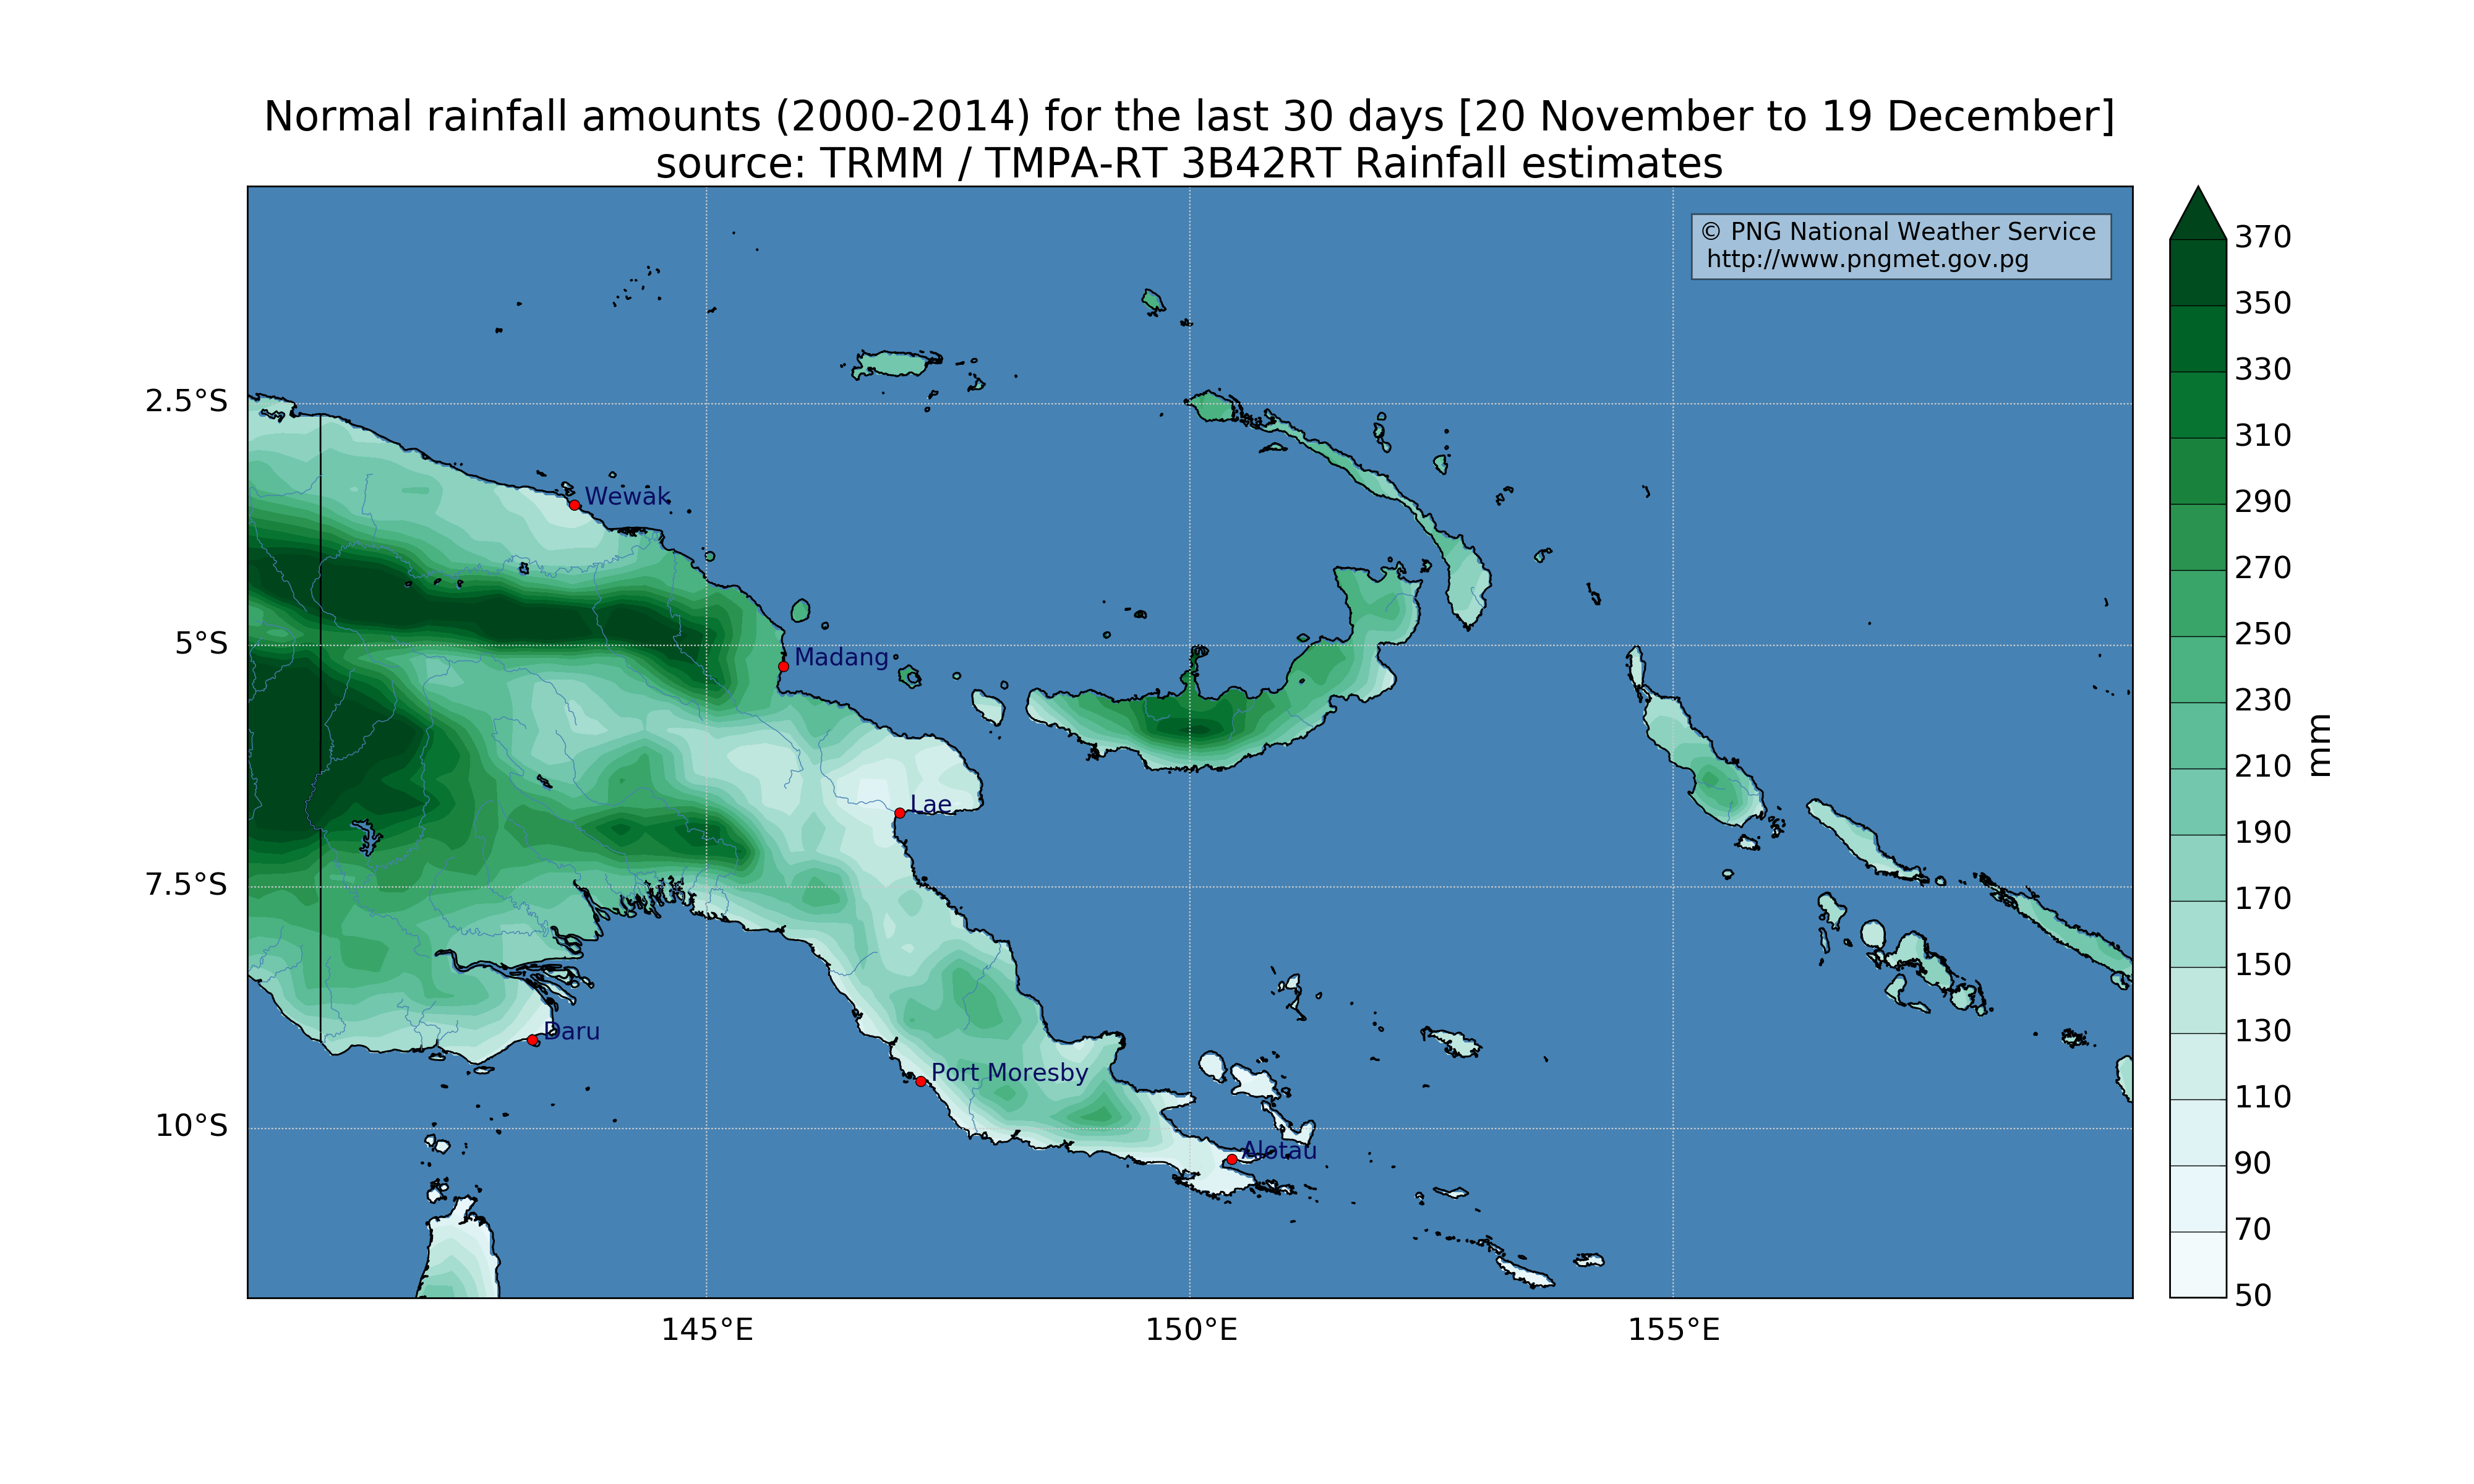 Normal rainfall amounts (2000-2014) for the last 30 days [20 November to 19 December]
source: TRMM / TMPA-RT 3B42RT Rainfall estimates
© PNG National Weather Service
http://www.pngmet.gov.pg
2.5°S
5°S
7.5°S
10°S
Wewak
Madang
Lae
Daru
Port Moresby
Alotau
145°E
150°E
155°E
370
350
330
310
290
270
250
230
210
190
170
150
130
110
90
70
50
mm